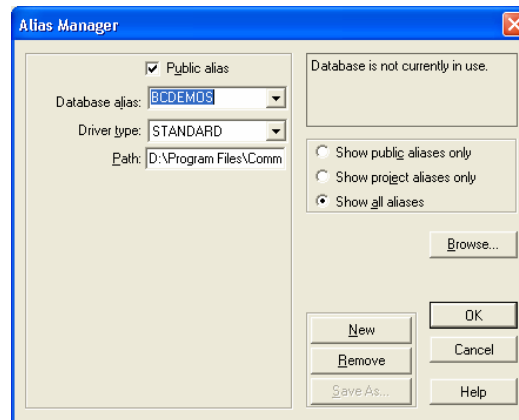 Alias Manager
Public alias
Database alias: BCDEMOS
Driver type: STANDARD
Path: D:\Program Files\Comm
Database is not currently in use.
Show public aliases only
Show project aliases only
Show all aliases
Browse...
New
Remove
Save As...
OK
Cancel
Help